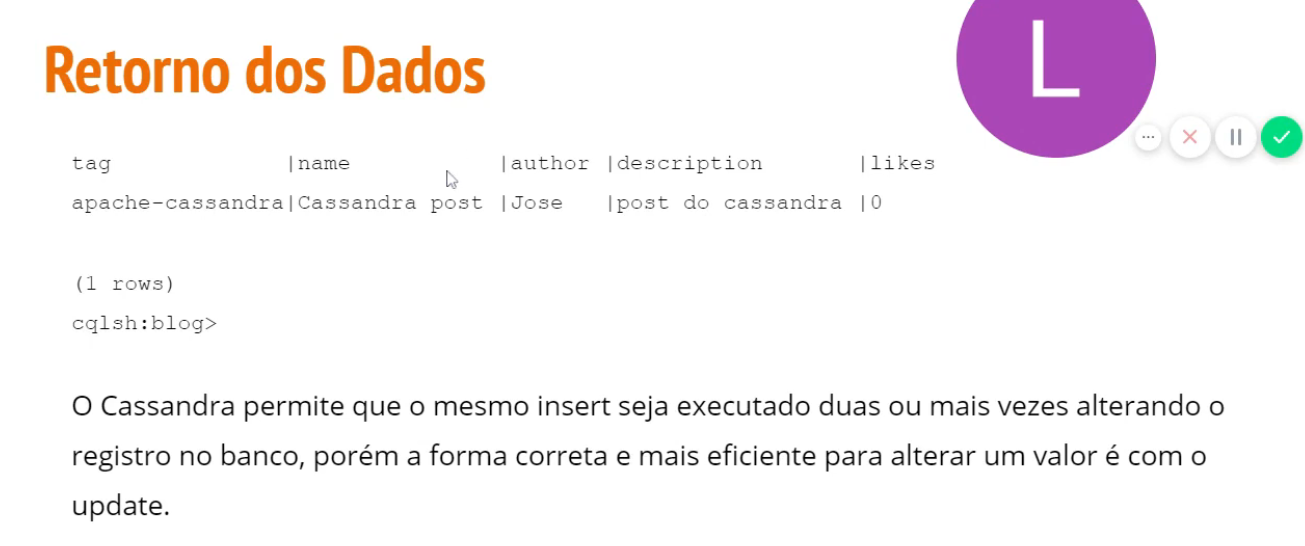 Retorno dos Dados
L
tag |name |author |description |likes
apache-cassandra|Cassandra post |Jose |post do cassandra |0
(1 rows)
cqlsh:blog>
O Cassandra permite que o mesmo insert seja executado duas ou mais vezes alterando o
registro no banco, porém a forma correta e mais eficiente para alterar um valor é com o
update.